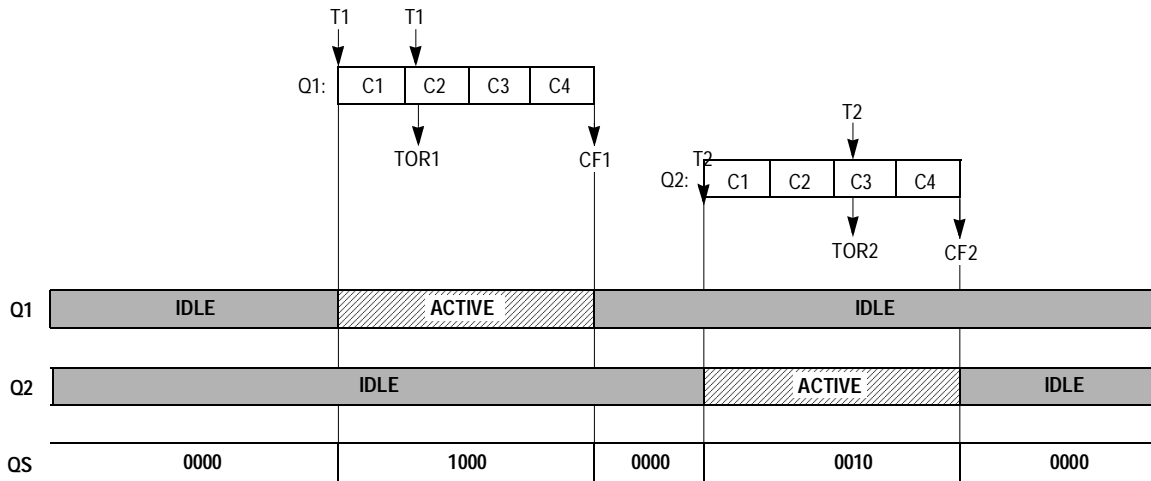 T1 T1
Q1: C1 C2 C3 C4
TOR1 CF1
T2
T2
Q2: C1 C2 C3 C4
TOR2 CF2
Q1 IDLE ACTIVE IDLE
Q2 IDLE ACTIVE IDLE
QS 0000 1000 0000 0010 0000